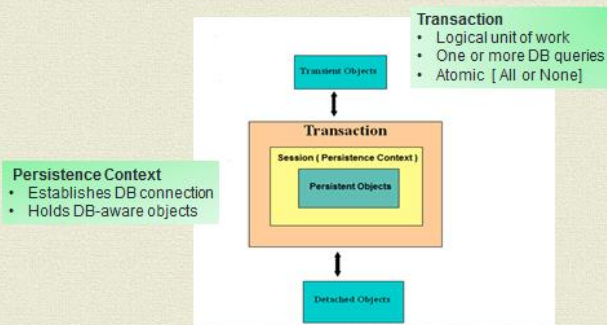 Transaction
• Logical unit of work
• One or more DB queries
• Atomic [ All or None]
Transient Objects
Transaction
Session ( Persistence Context )
Persistent Objects
Persistence Context
• Establishes DB connection
• Holds DB-aware objects
Detached Objects